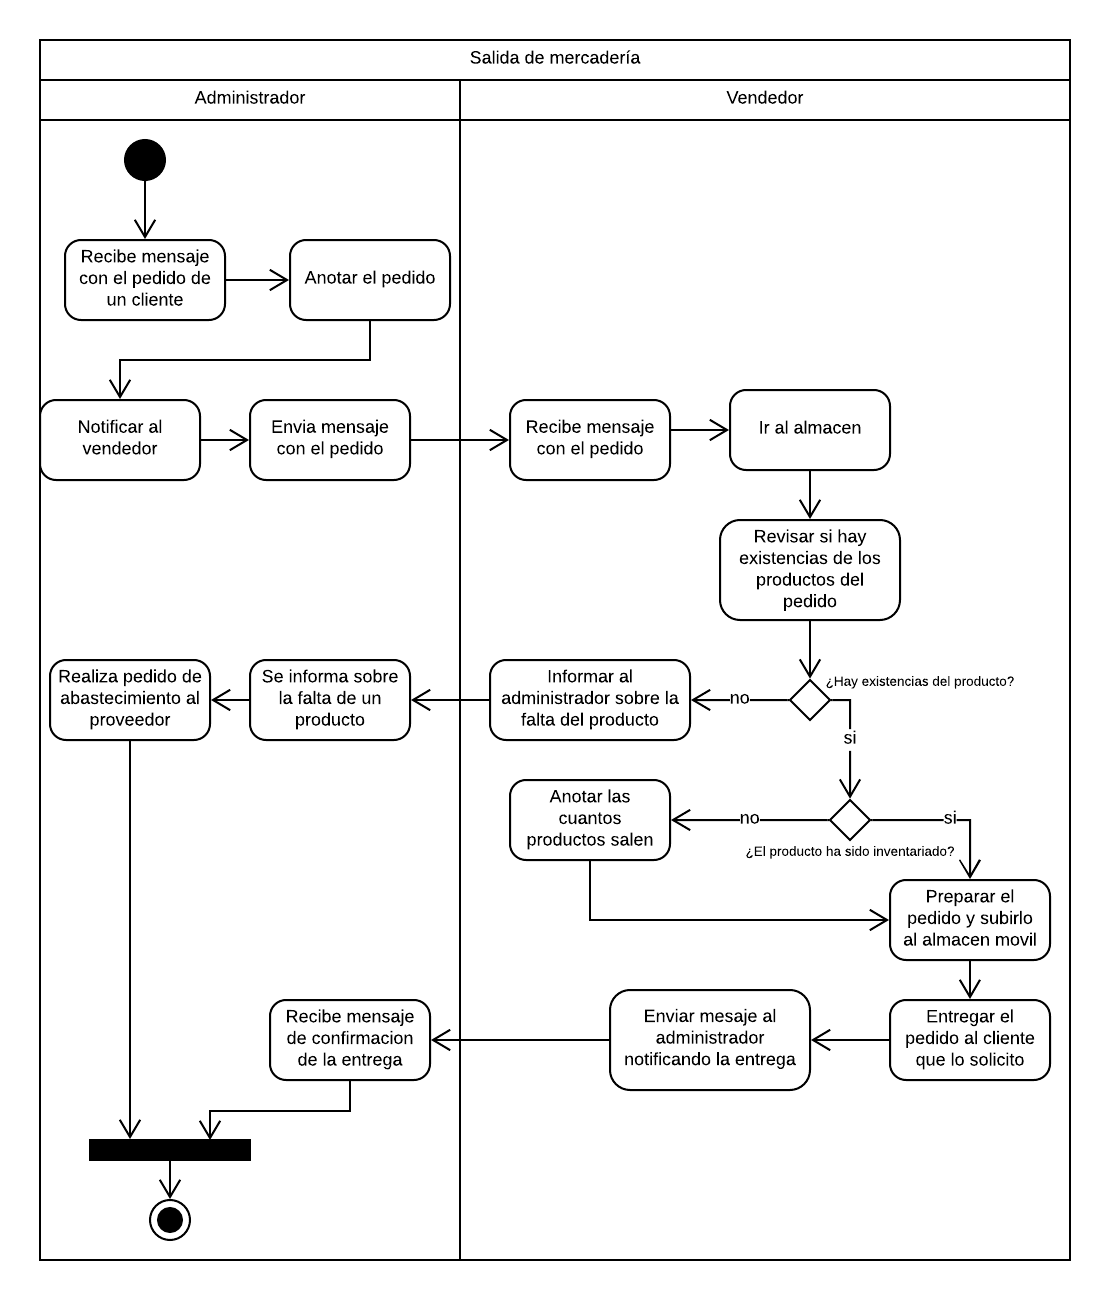 Salida de mercadería
Administrador
Vendedor
Recibe mensaje
con el pedido de
un cliente
Anotar el pedido
Notificar al
vendedor
Envia mensaje
con el pedido
Recibe mensaje
con el pedido
Ir al almacen
Revisar si hay
existencias de los
productos del
pedido
¿Hay existencias del producto?
no
si
Informar al
administrador sobre la
falta del producto
Se informa sobre
la falta de un
producto
Realiza pedido de
abastecimiento al
proveedor
¿El producto ha sido inventariado?
no
si
Anotar las
cuantos
productos salen
Preparar el
pedido y subirlo
al almacen movil
Entregar el
pedido al cliente
que lo solicito
Enviar mesaje al
administrador
notificando la entrega
Recibe mensaje
de confirmacion
de la entrega